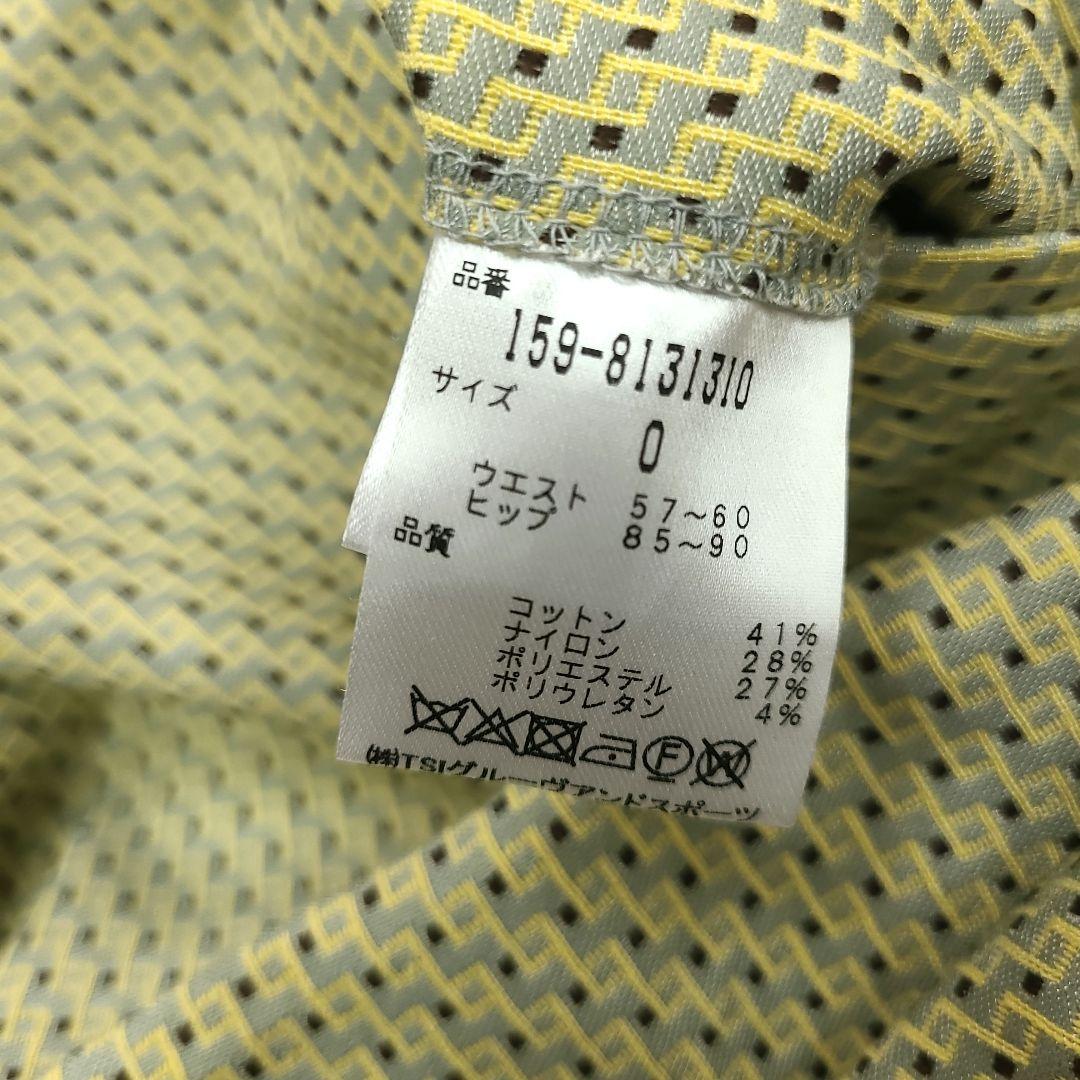 品番
159-8131310
サイズ
0
ウエスト 57～60
ヒップ 85～90
品質
コットン 41%
ナイロン 28%
ポリエステル 27%
ポリウレタン 4%
F W
㈱TSIグルーヴアンドスポーツ